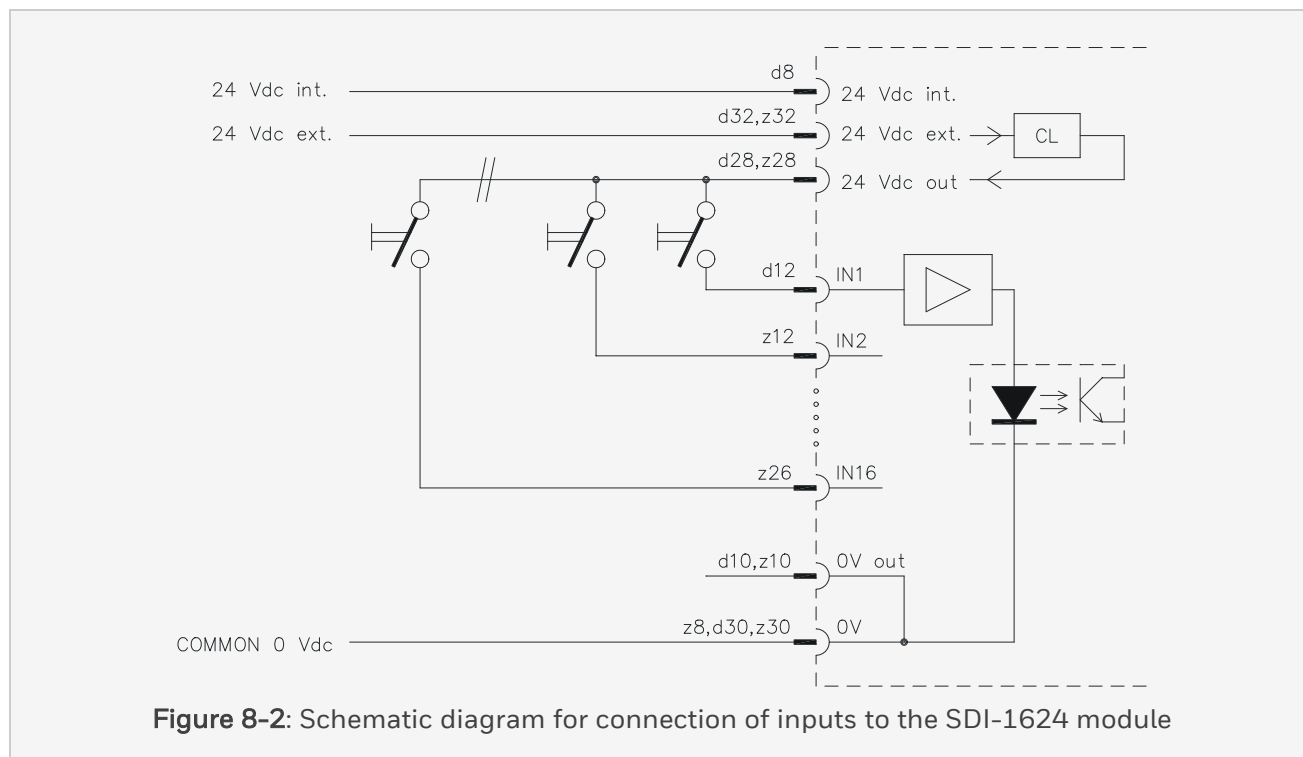 24 Vdc int.
d8
24 Vdc int.
24 Vdc ext.
d32,z32
24 Vdc ext.
CL
d28,z28
24 Vdc out
d12
IN1
z12
IN2
z26
IN16
d10,z10
0V out
COMMON 0 Vdc
z8,d30,z30
0V
Figure 8-2: Schematic diagram for connection of inputs to the SDI-1624 module